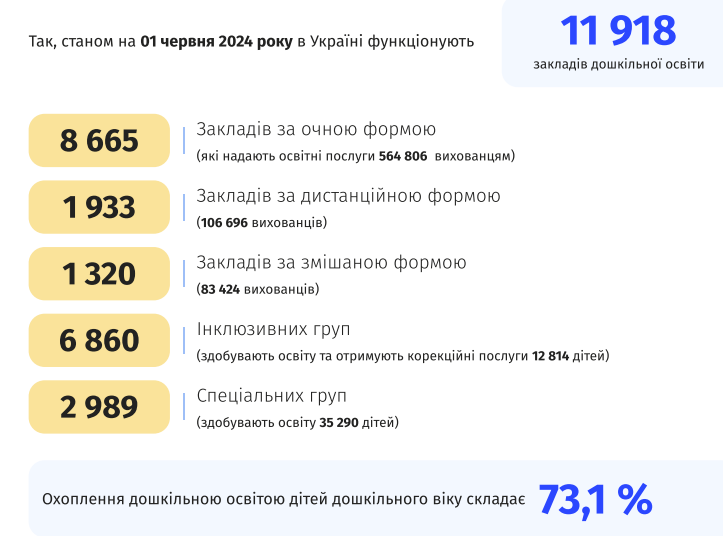 Так, станом на 01 червня 2024 року в Україні функціонують
11 918
закладів дошкільної освіти
8 665
Закладів за очною формою
(які надають освітні послуги 564 806 вихованцям)
1 933
Закладів за дистанційною формою
(106 696 вихованців)
1 320
Закладів за змішаною формою
(83 424 вихованців)
6 860
Інклюзивних груп
(здобувають освіту та отримують корекційні послуги 12 814 дітей)
2 989
Спеціальних груп
(здобувають освіту 35 290 дітей)
Охоплення дошкільною освітою дітей дошкільного віку складає 73,1 %